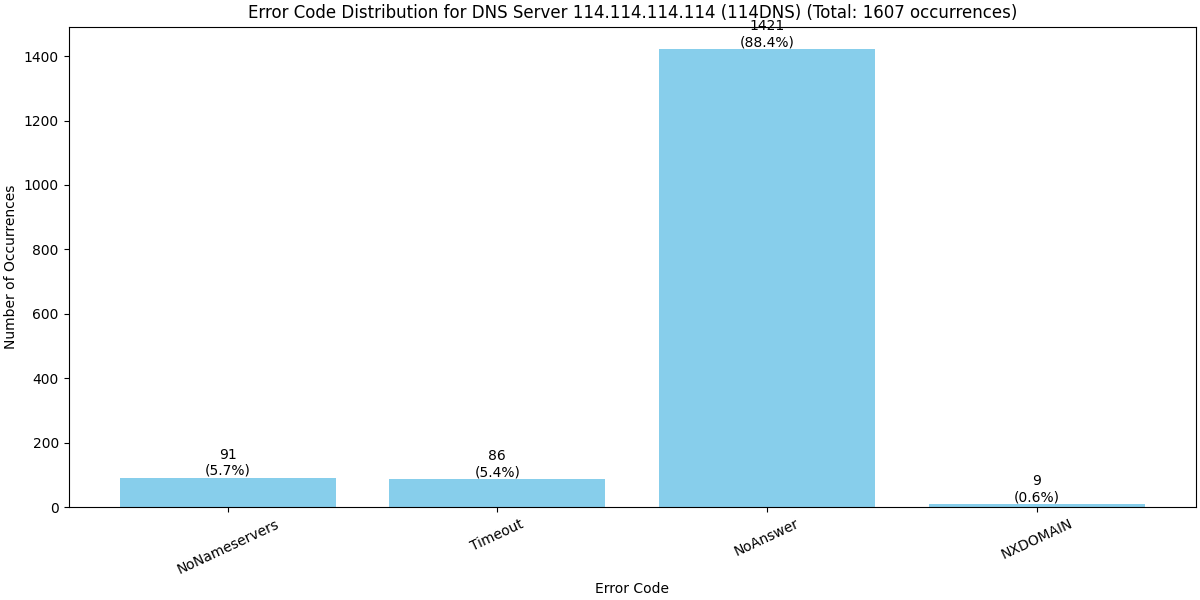 Error Code Distribution for DNS Server 114.114.114.114 (114DNS) (Total: 1607 occurrences)
Number of Occurrences
1400
1200
1000
800
600
400
200
0
91
(5.7%)
86
(5.4%)
1421
(88.4%)
9
(0.6%)
NoNameservers
Timeout
NoAnswer
NXDOMAIN
Error Code